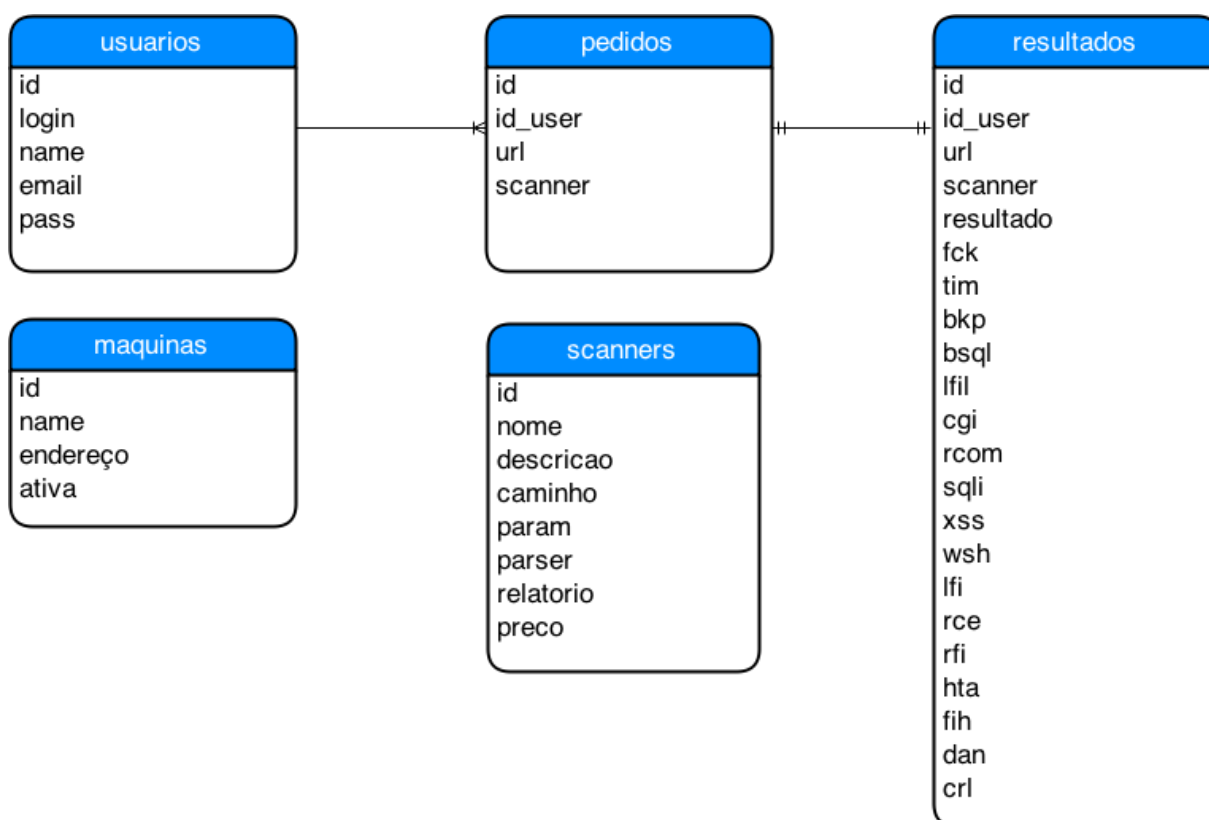 usuarios
id
login
name
email
pass
pedidos
id
id_user
url
scanner
resultados
id
id_user
url
scanner
resultado
fck
tim
bkp
bsql
lfil
cgi
rcom
sqli
xss
wsh
lfi
rce
rfi
hta
fih
dan
crl
maquinas
id
name
endereço
ativa
scanners
id
nome
descricao
caminho
param
parser
relatorio
preco